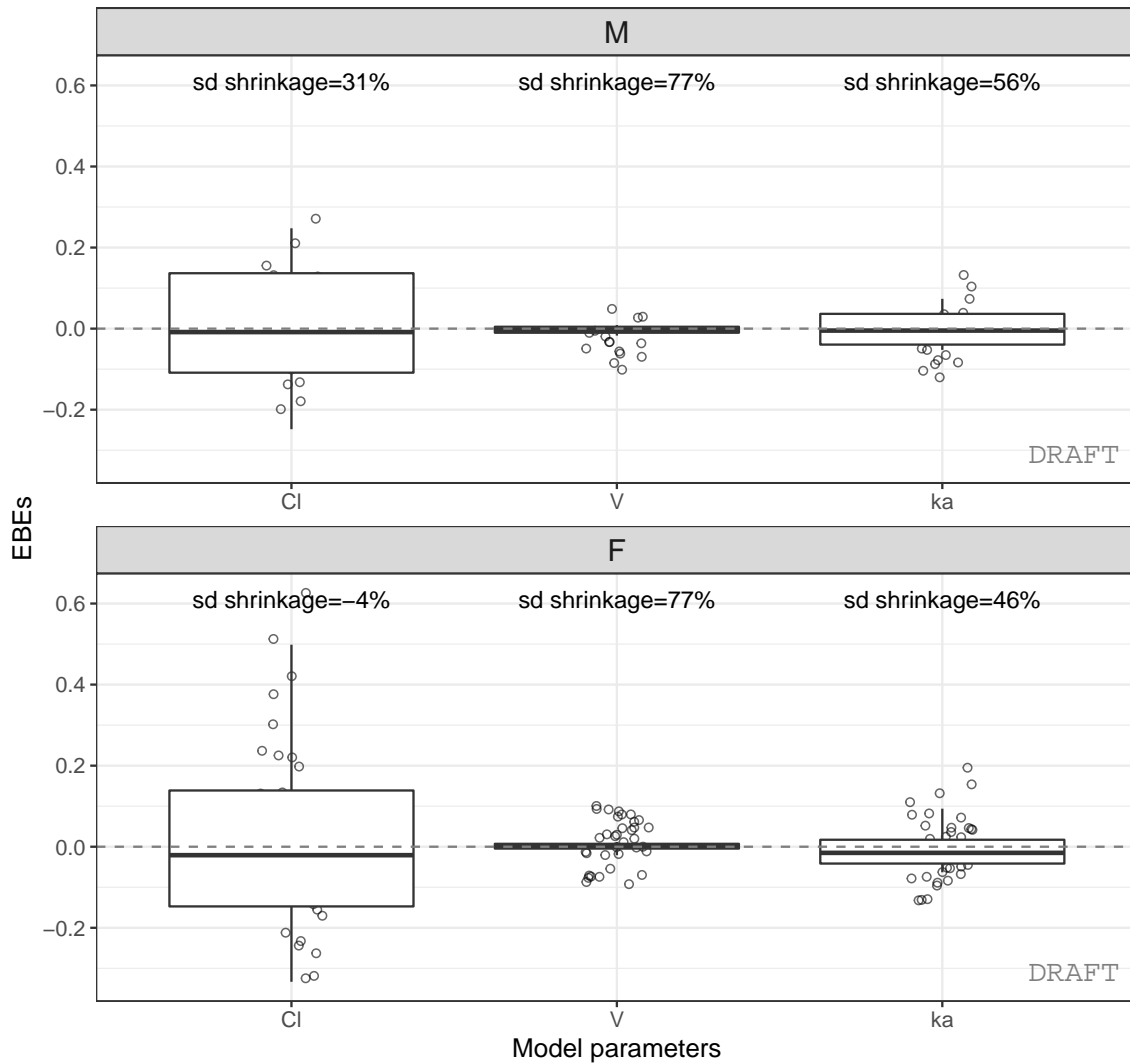 M
sd shrinkage=31% sd shrinkage=77% sd shrinkage=56%
0.6
0.4
0.2
0.0
−0.2
DRAFT
Cl V ka
EBEs
F
sd shrinkage=−4% sd shrinkage=77% sd shrinkage=46%
0.6
0.4
0.2
0.0
−0.2
DRAFT
Cl V ka
Model parameters